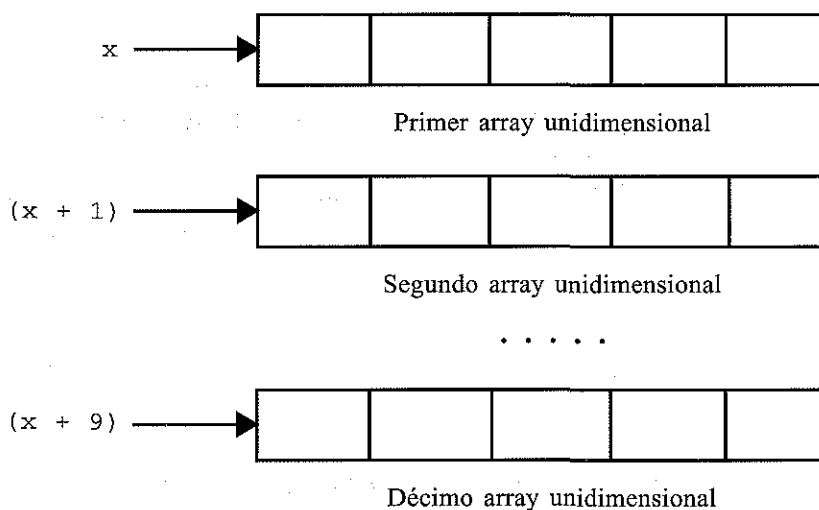 x
Primer array unidimensional
(x + 1)
Segundo array unidimensional
. . . . .
(x + 9)
Décimo array unidimensional